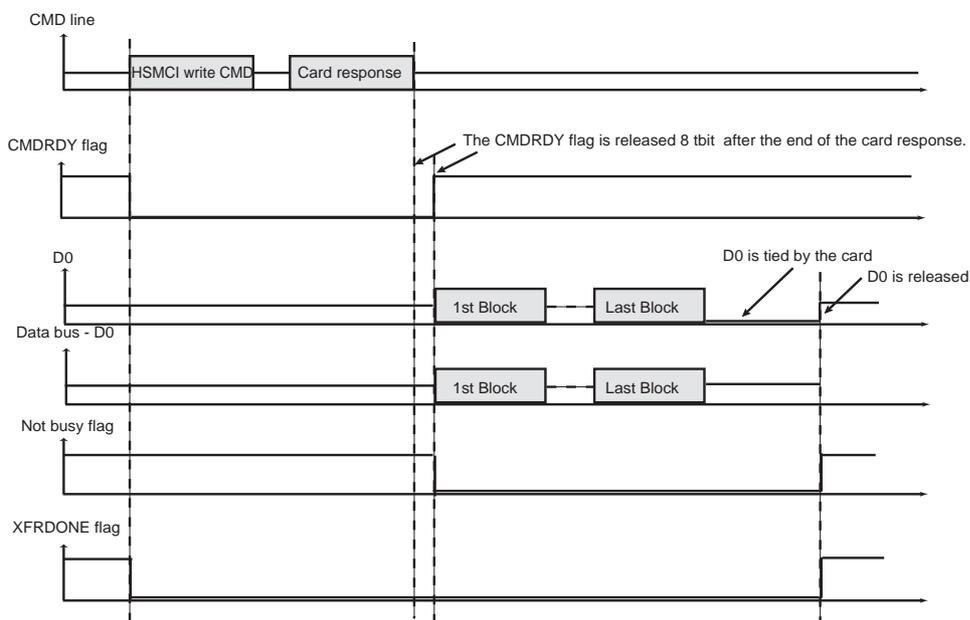 CMD line
HSMCI write CMD
Card response
CMDRDY flag
The CMDRDY flag is released 8 tbit after the end of the card response.
D0
D0 is tied by the card
D0 is released
1st Block
Last Block
Data bus - D0
1st Block
Last Block
Not busy flag
XFRDONE flag